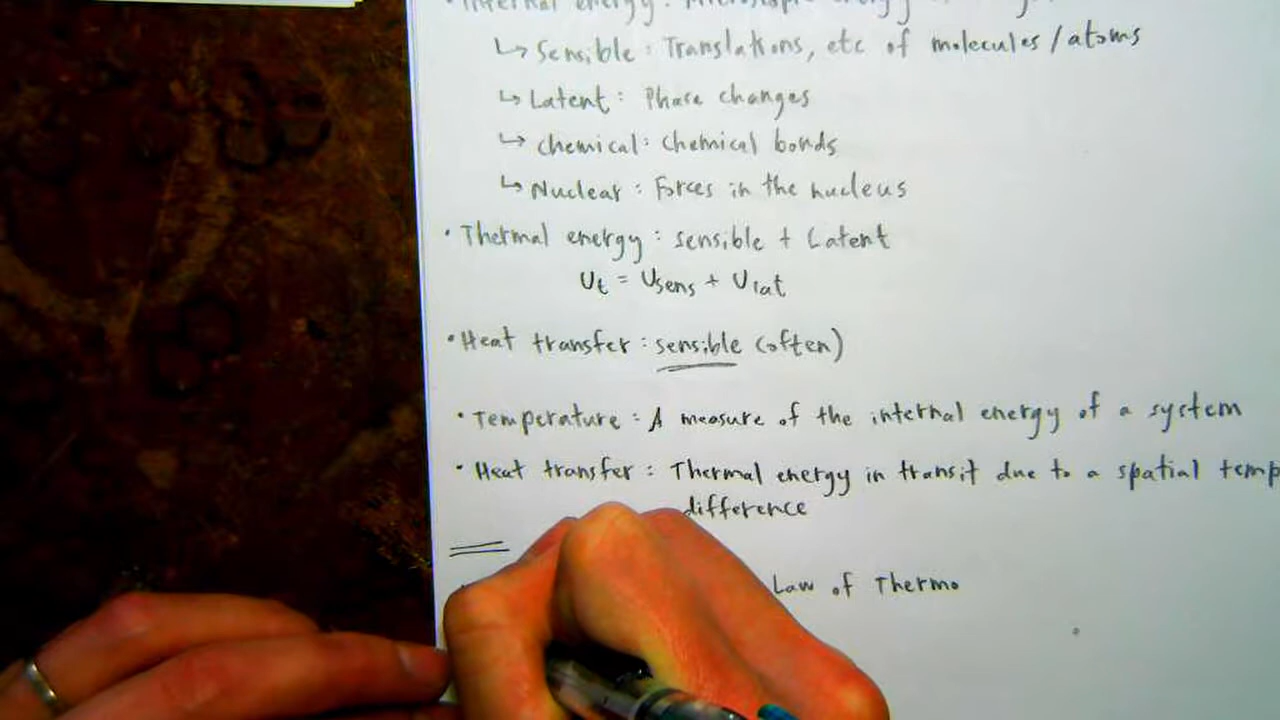 • Internal energy :
↳ Sensible : Translations, etc of molecules/atoms
↳ Latent : Phase changes
↳ chemical : chemical bonds
↳ Nuclear : Forces in the nucleus
• Thermal energy : sensible + Latent
Ut = Usens + Ulat
• Heat transfer : sensible (often)
• Temperature : A measure of the internal energy of a system
• Heat transfer : Thermal energy in transit due to a spatial temp
difference
Law of Thermo